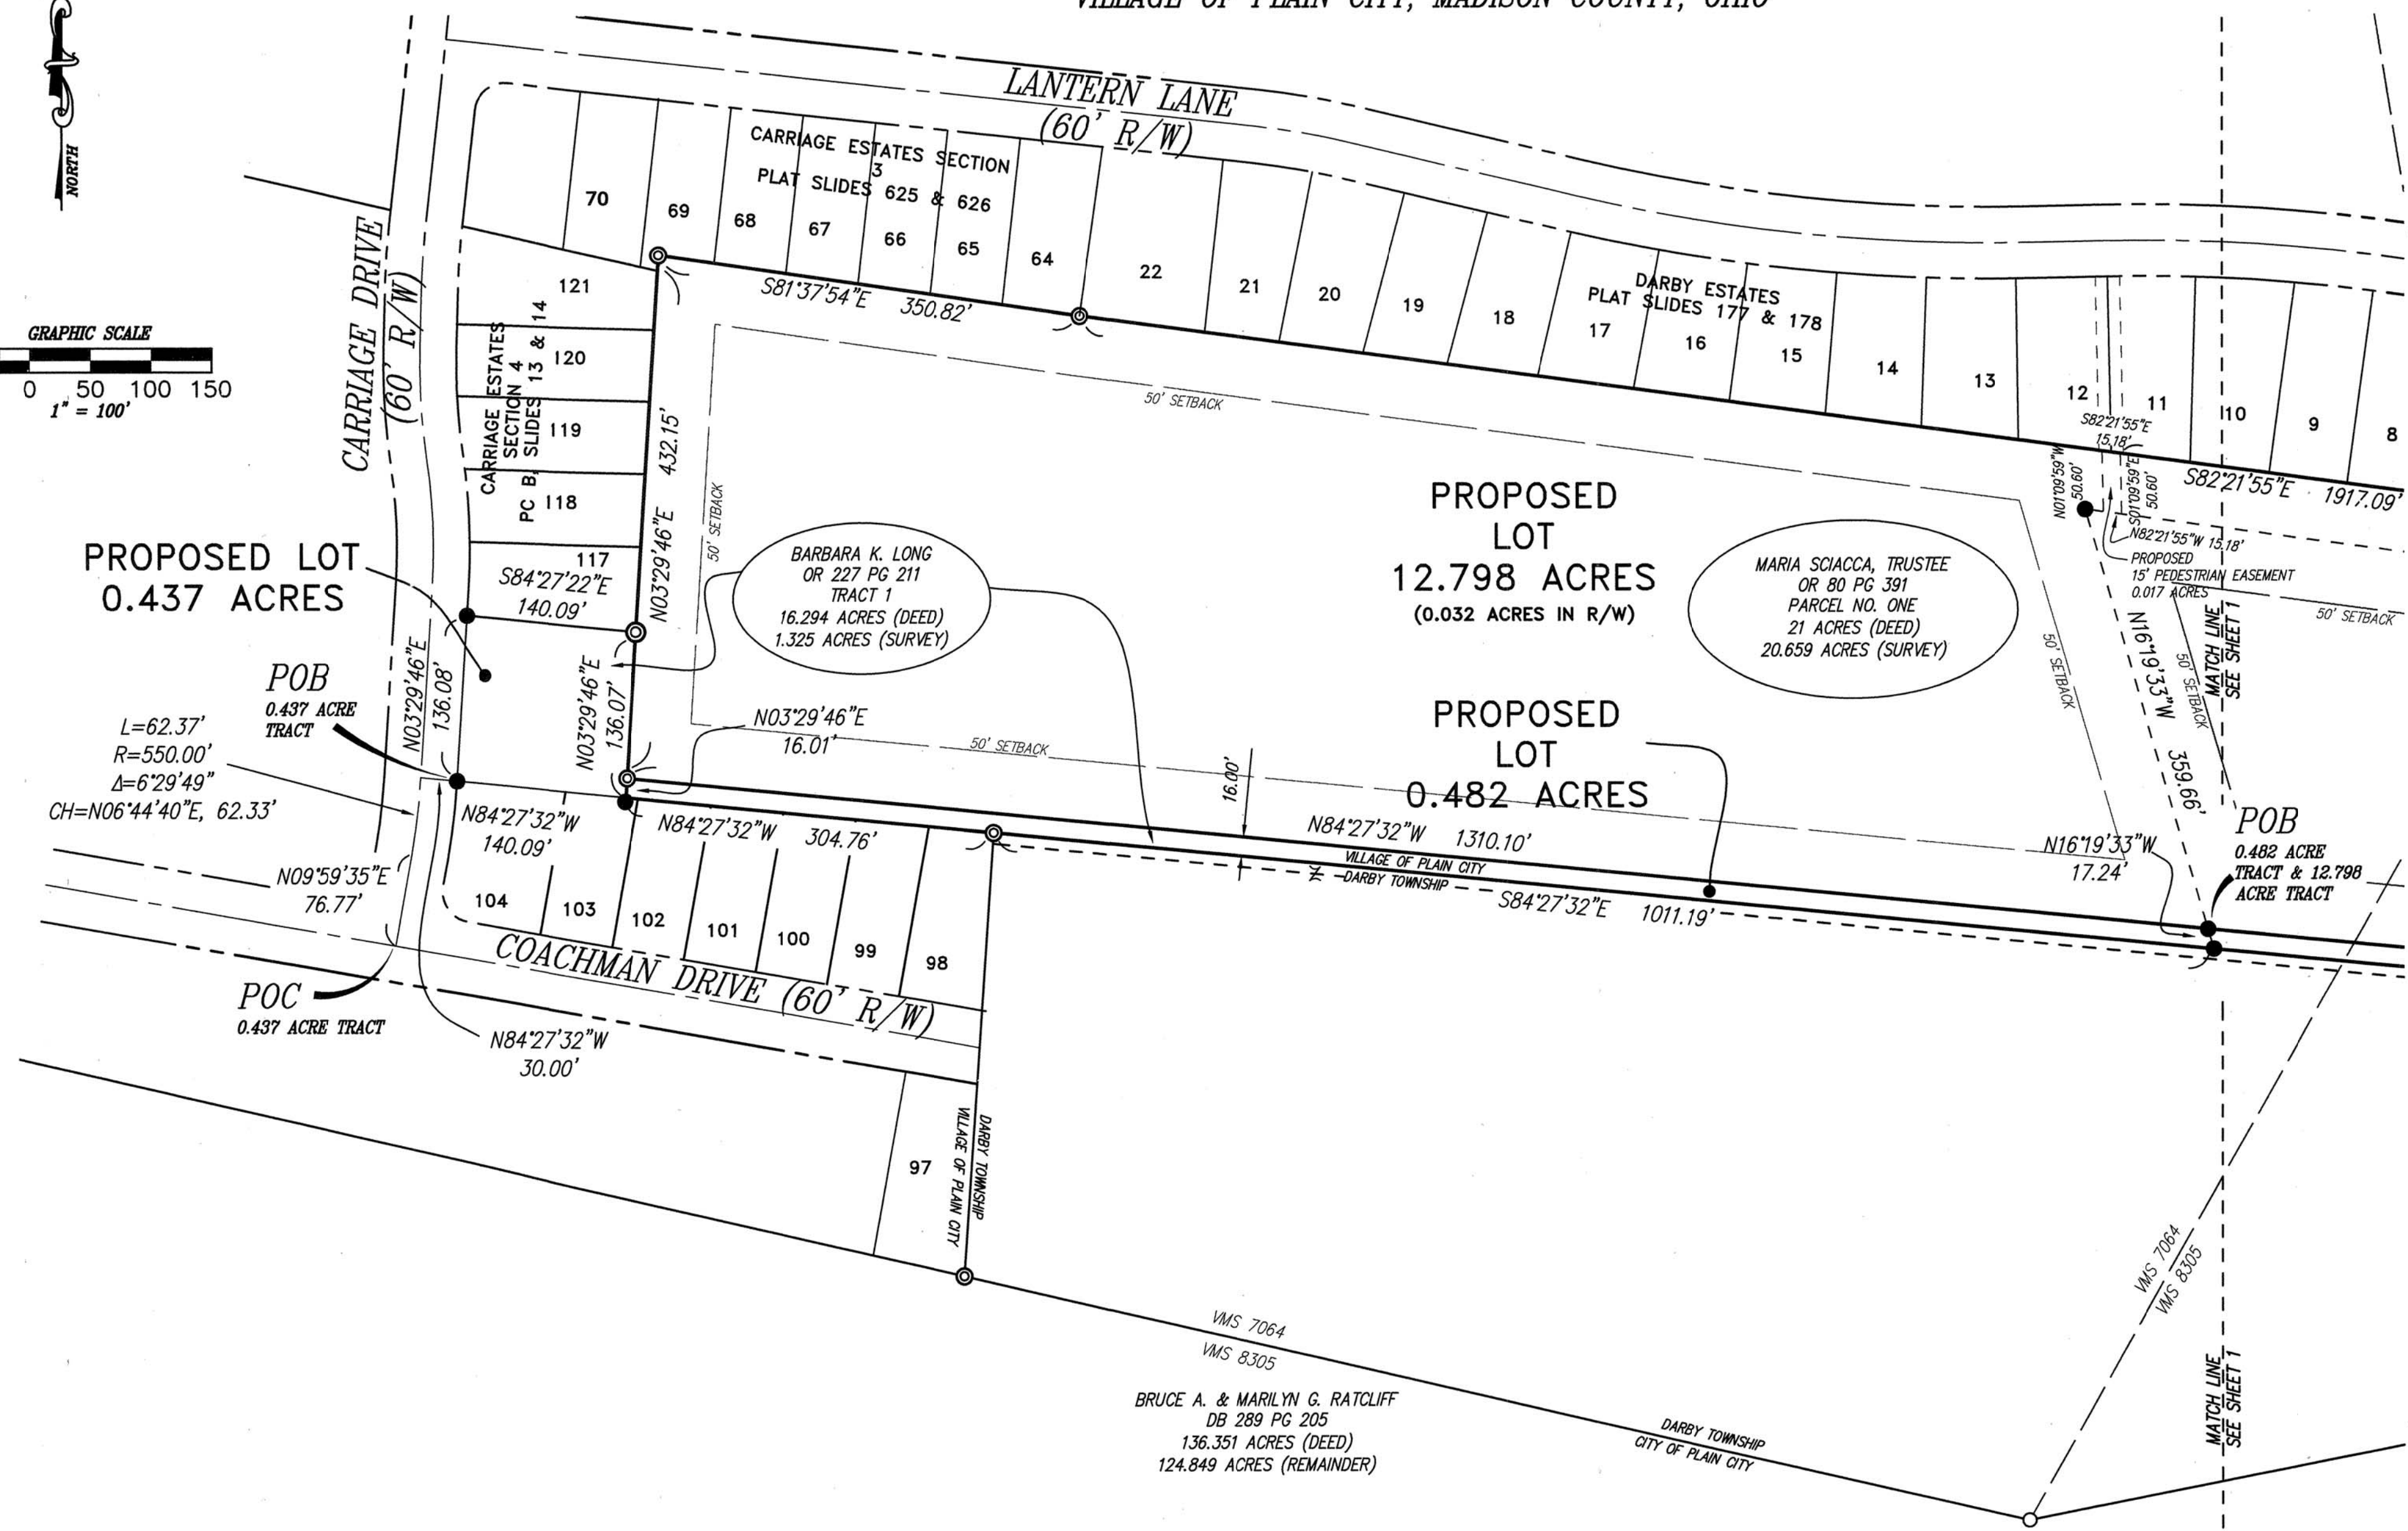 VILLAGE OF PLAIN CITY, MADISON COUNTY, OHIO
NORTH
LANTERN LANE
(60' R/W)
CARRIAGE ESTATES SECTION
3
PLAT SLIDES 625 & 626
70
69
68
67
66
65
64
22
21
20
19
18
17
16
15
14
13
12
11
10
9
8
DARBY ESTATES
PLAT SLIDES 177 & 178
CARRIAGE DRIVE
(60' R/W)
GRAPHIC SCALE
0 50 100 150
1" = 100'
121
120
119
118
117
CARRIAGE ESTATES
SECTION 4
PC B, SLIDES 13 & 14
S81°37'54"E 350.82'
50' SETBACK
N03°29'46"E 432.15'
50' SETBACK
S82°21'55"E
15.18'
N01°09'59"W
50.60'
S01°09'59"E
50.60'
S82°21'55"E 1917.09'
N82°21'55"W 15.18'
PROPOSED
15' PEDESTRIAN EASEMENT
0.017 ACRES
50' SETBACK
MATCH LINE
SEE SHEET 1
N16°19'33"W 359.66'
50' SETBACK
50' SETBACK
PROPOSED
LOT
12.798 ACRES
(0.032 ACRES IN R/W)
MARIA SCIACCA, TRUSTEE
OR 80 PG 391
PARCEL NO. ONE
21 ACRES (DEED)
20.659 ACRES (SURVEY)
BARBARA K. LONG
OR 227 PG 211
TRACT 1
16.294 ACRES (DEED)
1.325 ACRES (SURVEY)
PROPOSED LOT
0.437 ACRES
S84°27'22"E
140.09'
N03°29'46"E
136.08'
N03°29'46"E
136.07'
POB
0.437 ACRE
TRACT
L=62.37'
R=550.00'
Δ=6°29'49"
CH=N06°44'40"E, 62.33'
N03°29'46"E
16.01'
50' SETBACK
16.00'
PROPOSED
LOT
0.482 ACRES
N84°27'32"W
140.09'
N84°27'32"W 304.76'
N84°27'32"W 1310.10'
VILLAGE OF PLAIN CITY
DARBY TOWNSHIP
S84°27'32"E 1011.19'
N16°19'33"W
17.24'
POB
0.482 ACRE
TRACT & 12.798
ACRE TRACT
N09°59'35"E
76.77'
104
103
102
101
100
99
98
COACHMAN DRIVE (60' R/W)
POC
0.437 ACRE TRACT
N84°27'32"W
30.00'
97
DARBY TOWNSHIP
VILLAGE OF PLAIN CITY
VMS 7064
VMS 8305
VMS 7064
VMS 8305
MATCH LINE
SEE SHEET 1
BRUCE A. & MARILYN G. RATCLIFF
DB 289 PG 205
136.351 ACRES (DEED)
124.849 ACRES (REMAINDER)
DARBY TOWNSHIP
CITY OF PLAIN CITY